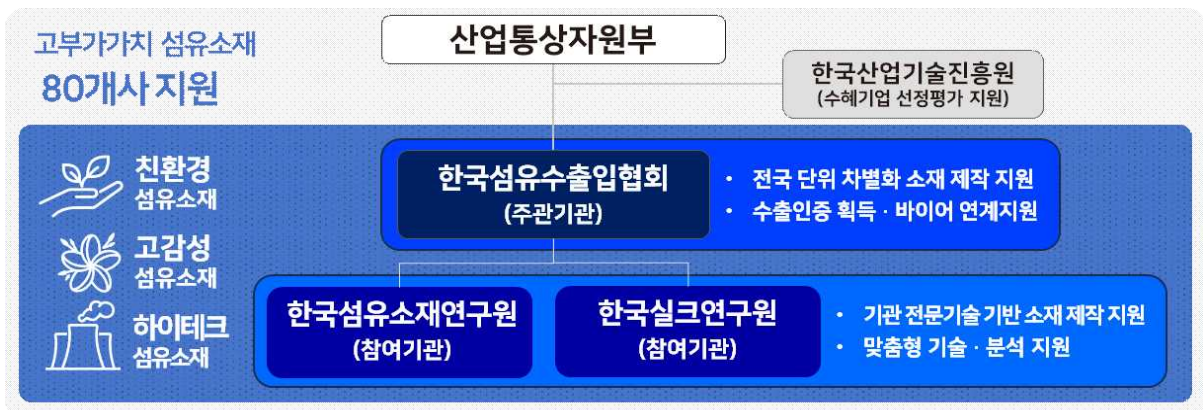 고부가가치 섬유소재
80개사 지원
산업통상자원부
한국산업기술진흥원
(수혜기업 선정평가 지원)
친환경
섬유소재
고감성
섬유소재
하이테크
섬유소재
한국섬유수출입협회
(주관기관)
• 전국 단위 차별화 소재 제작 지원
• 수출인증 획득 · 바이어 연계지원
한국섬유소재연구원
(참여기관)
한국실크연구원
(참여기관)
• 기관 전문기술 기반 소재 제작 지원
• 맞춤형 기술 · 분석 지원